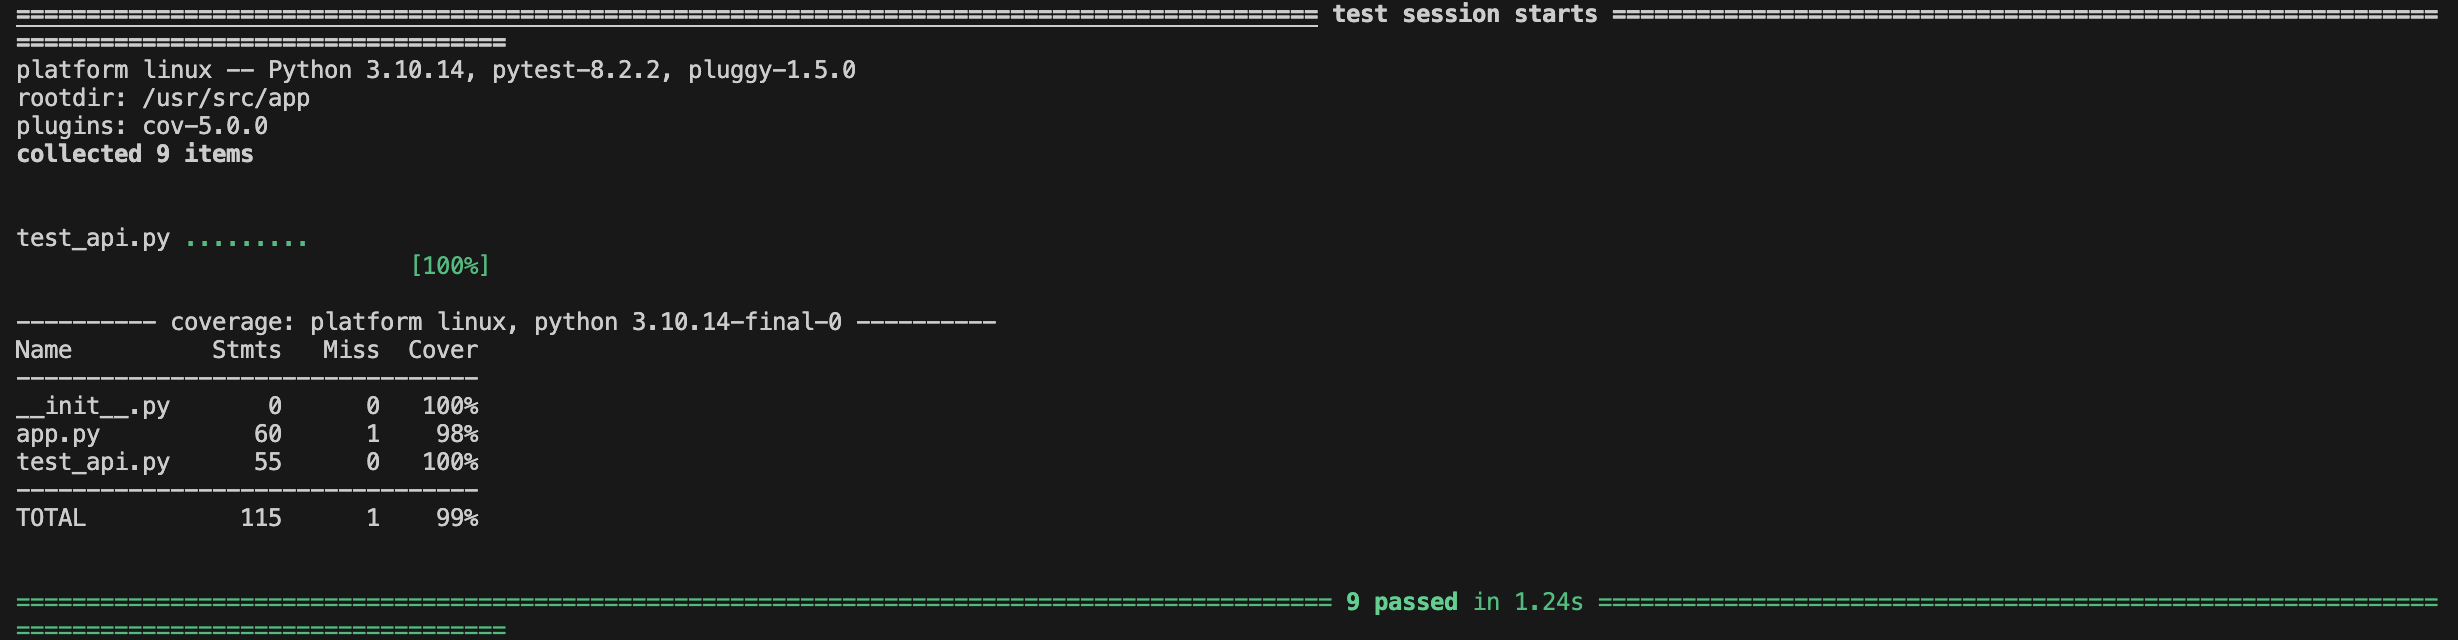 ============================================================================================= test session starts ===========================================================
===================================
platform linux -- Python 3.10.14, pytest-8.2.2, pluggy-1.5.0
rootdir: /usr/src/app
plugins: cov-5.0.0
collected 9 items
test_api.py .........
[100%]
---------- coverage: platform linux, python 3.10.14-final-0 ----------
Name          Stmts   Miss  Cover
---------------------------------
__init__.py       0      0   100%
app.py           60      1    98%
test_api.py      55      0   100%
---------------------------------
TOTAL           115      1    99%
============================================================================================== 9 passed in 1.24s ============================================================
===================================